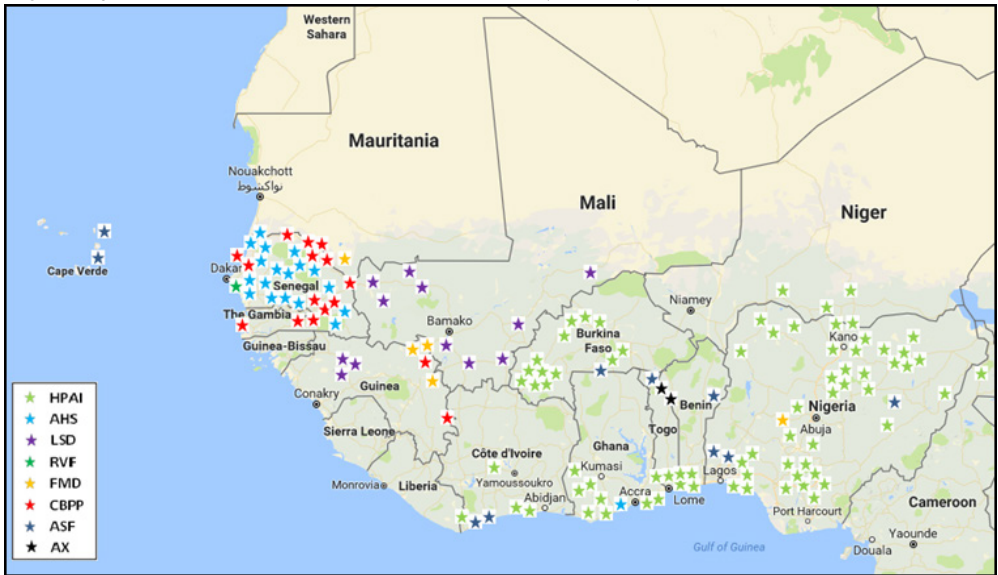 Western
Sahara
Mauritania
Nouakchott
نواكشوط
Mali
Niger
Cape Verde
Dakar
Senegal
The Gambia
Bamako
Niamey
Burkina
Faso
Kano
Guinea-Bissau
Guinea
Conakry
Benin
Nigeria
Abuja
Sierra Leone
Togo
Ghana
Côte d'Ivoire
Yamoussoukro
Kumasi
Lagos
Monrovia
Liberia
Abidjan
Accra
Lome
Port Harcourt
Cameroon
Gulf of Guinea
Yaounde
Douala
HPAI
AHS
LSD
RVF
FMD
CBPP
ASF
AX